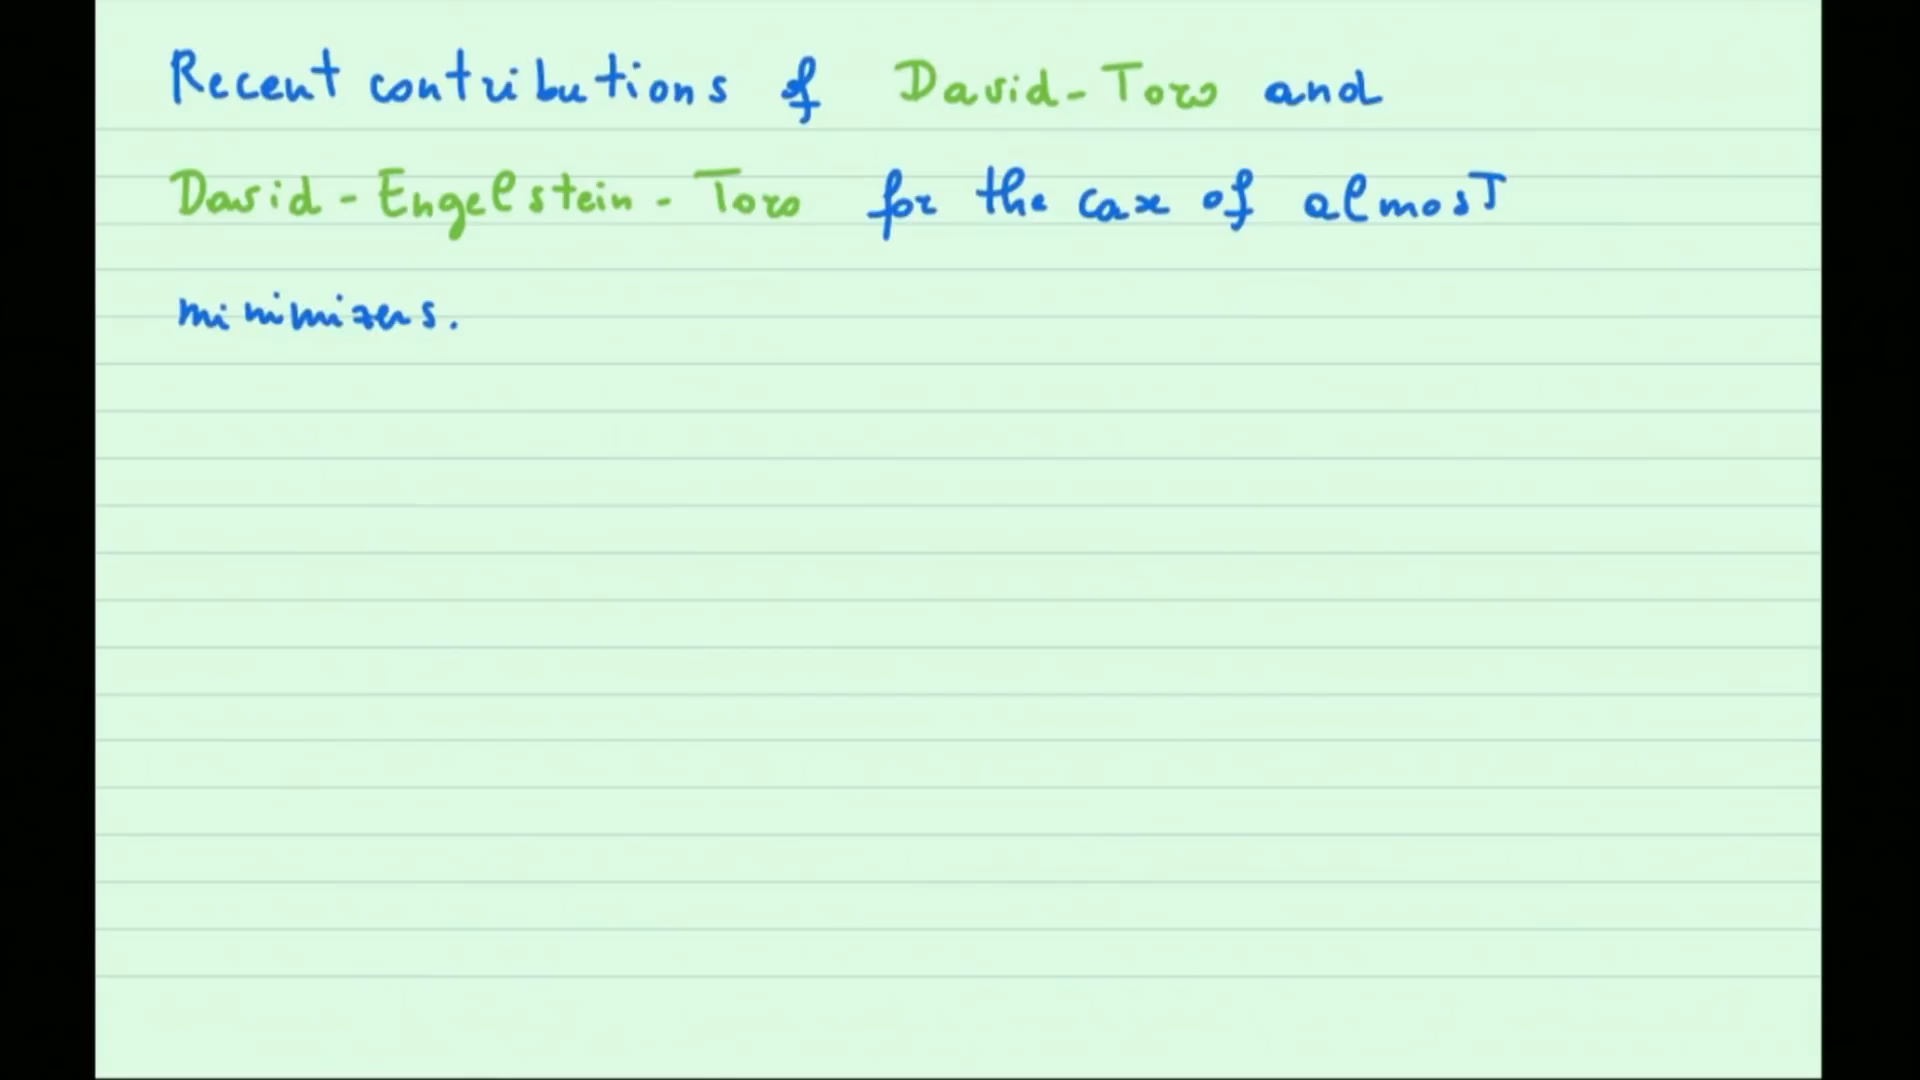 Recent contributions of David-Toro and
David-Engelstein-Toro for the case of almost
minimizers.